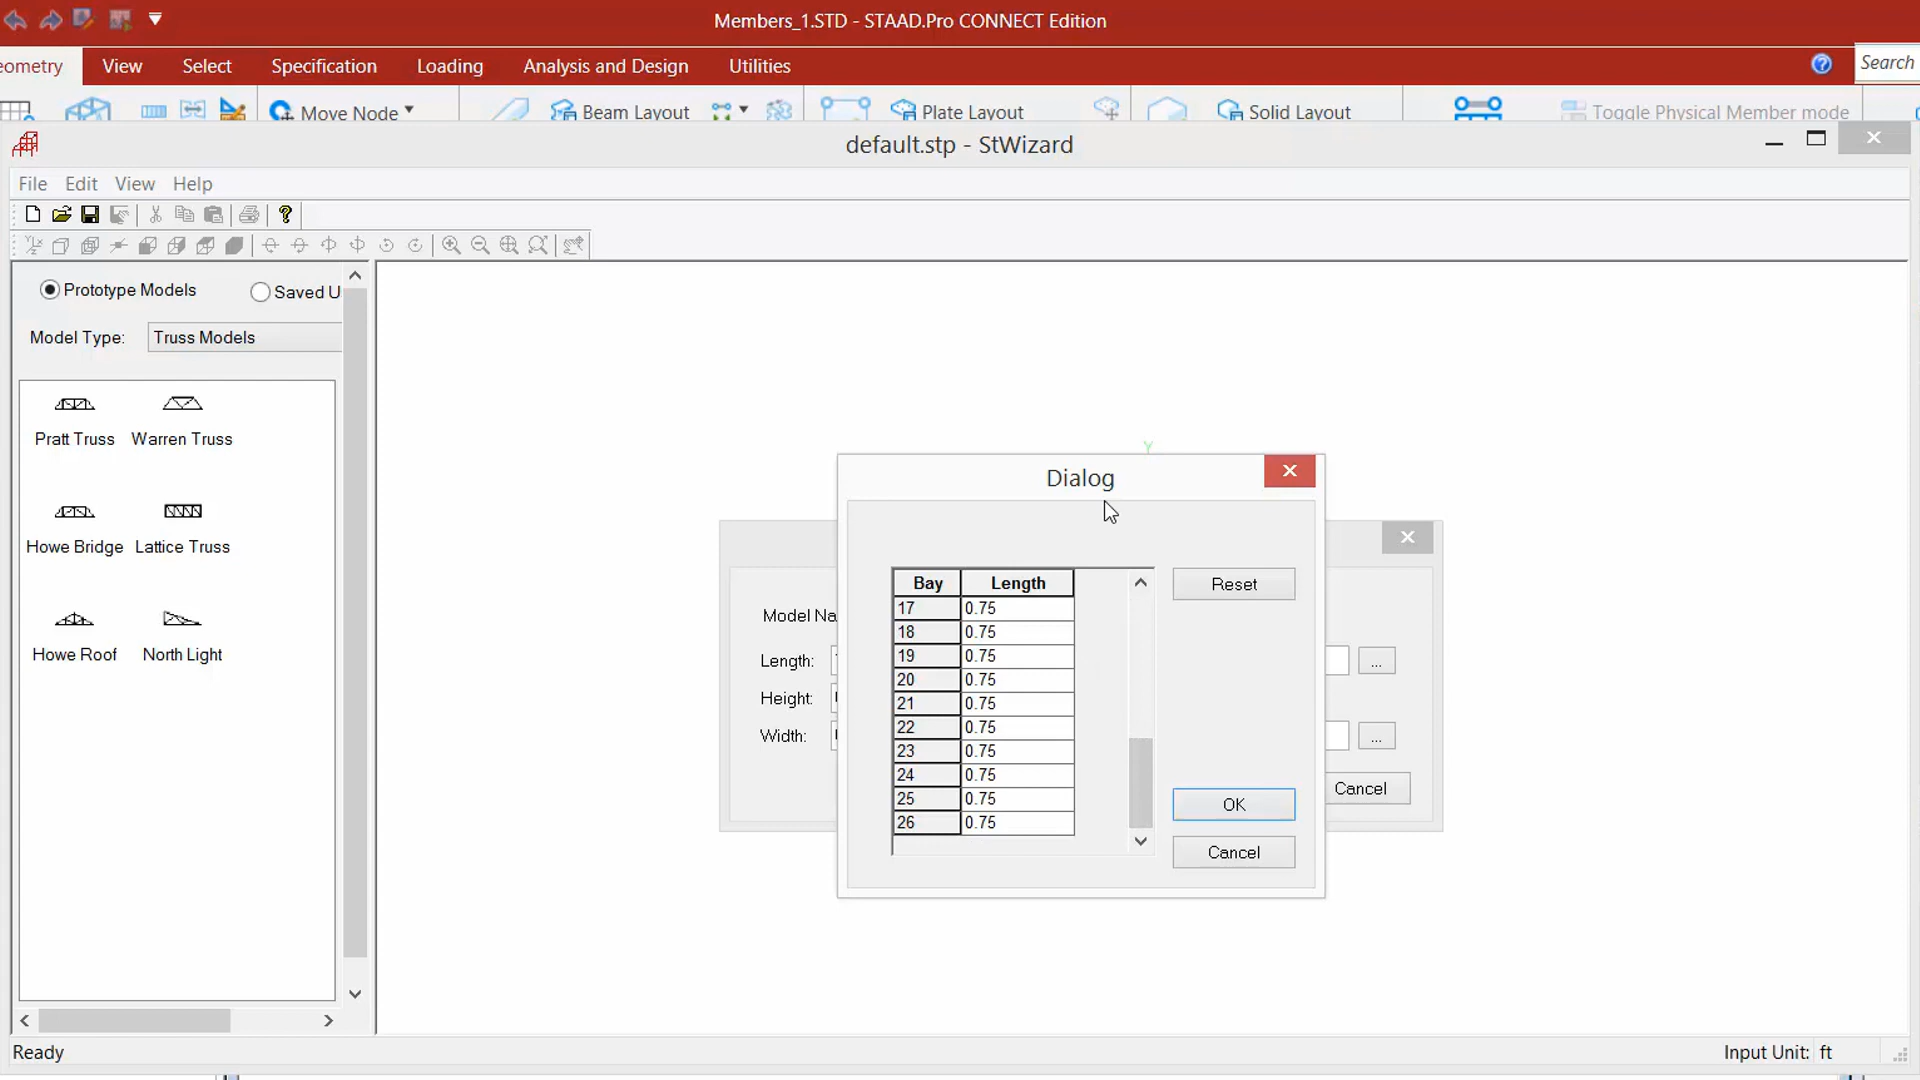 Members_1.STD - STAAD.Pro CONNECT Edition
eometry View Select Specification Loading Analysis and Design Utilities Search
Move Node Beam Layout Plate Layout Solid Layout Toggle Physical Member mode
default.stp - StWizard
File Edit View Help
Prototype Models Saved U
Model Type: Truss Models
Pratt Truss Warren Truss
Howe Bridge Lattice Truss
Howe Roof North Light
Y
Dialog
Model Na
Length: ...
Height:
Width: ...
Cancel
Bay Length
17 0.75
18 0.75
19 0.75
20 0.75
21 0.75
22 0.75
23 0.75
24 0.75
25 0.75
26 0.75
Reset
OK
Cancel
Ready Input Unit: ft